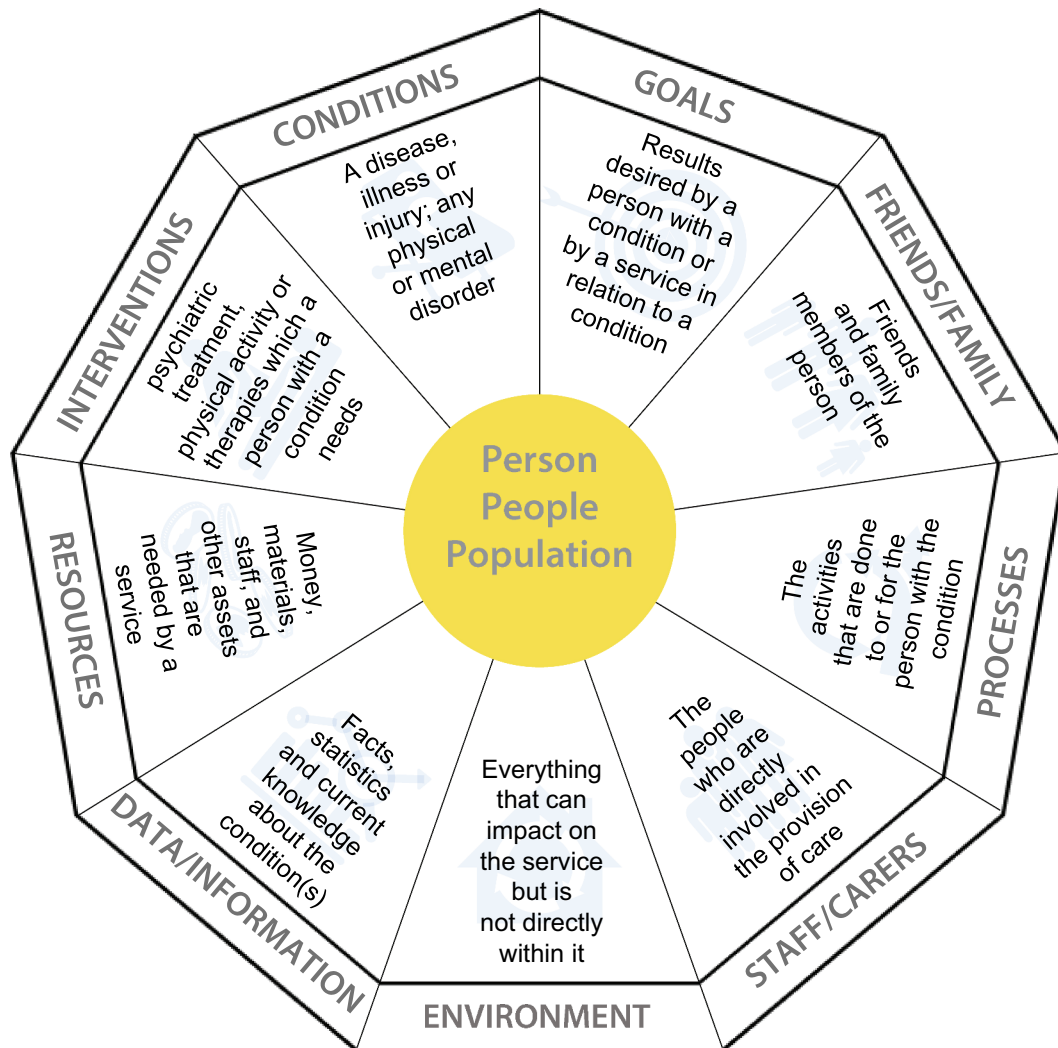 Person
People
Population
GOALS
Results
desired by a
person with a
condition or
by a service in
relation to a
condition
FRIENDS/FAMILY
Friends
and family
members of the
person
PROCESSES
The
activities
that are done
to or for the
person with the
condition
STAFF/CARERS
The
people
who are
directly
involved in
the provision
of care
ENVIRONMENT
Everything
that can
impact on
the service
but is
not directly
within it
DATA/INFORMATION
Facts,
statistics
and current
knowledge
about the
condition(s)
RESOURCES
Money,
materials,
staff, and
other assets
that are
needed by a
service
INTERVENTIONS
psychiatric
treatment,
physical activity or
therapies which a
person with a
condition
needs
CONDITIONS
A disease,
illness or
injury; any
physical
or mental
disorder